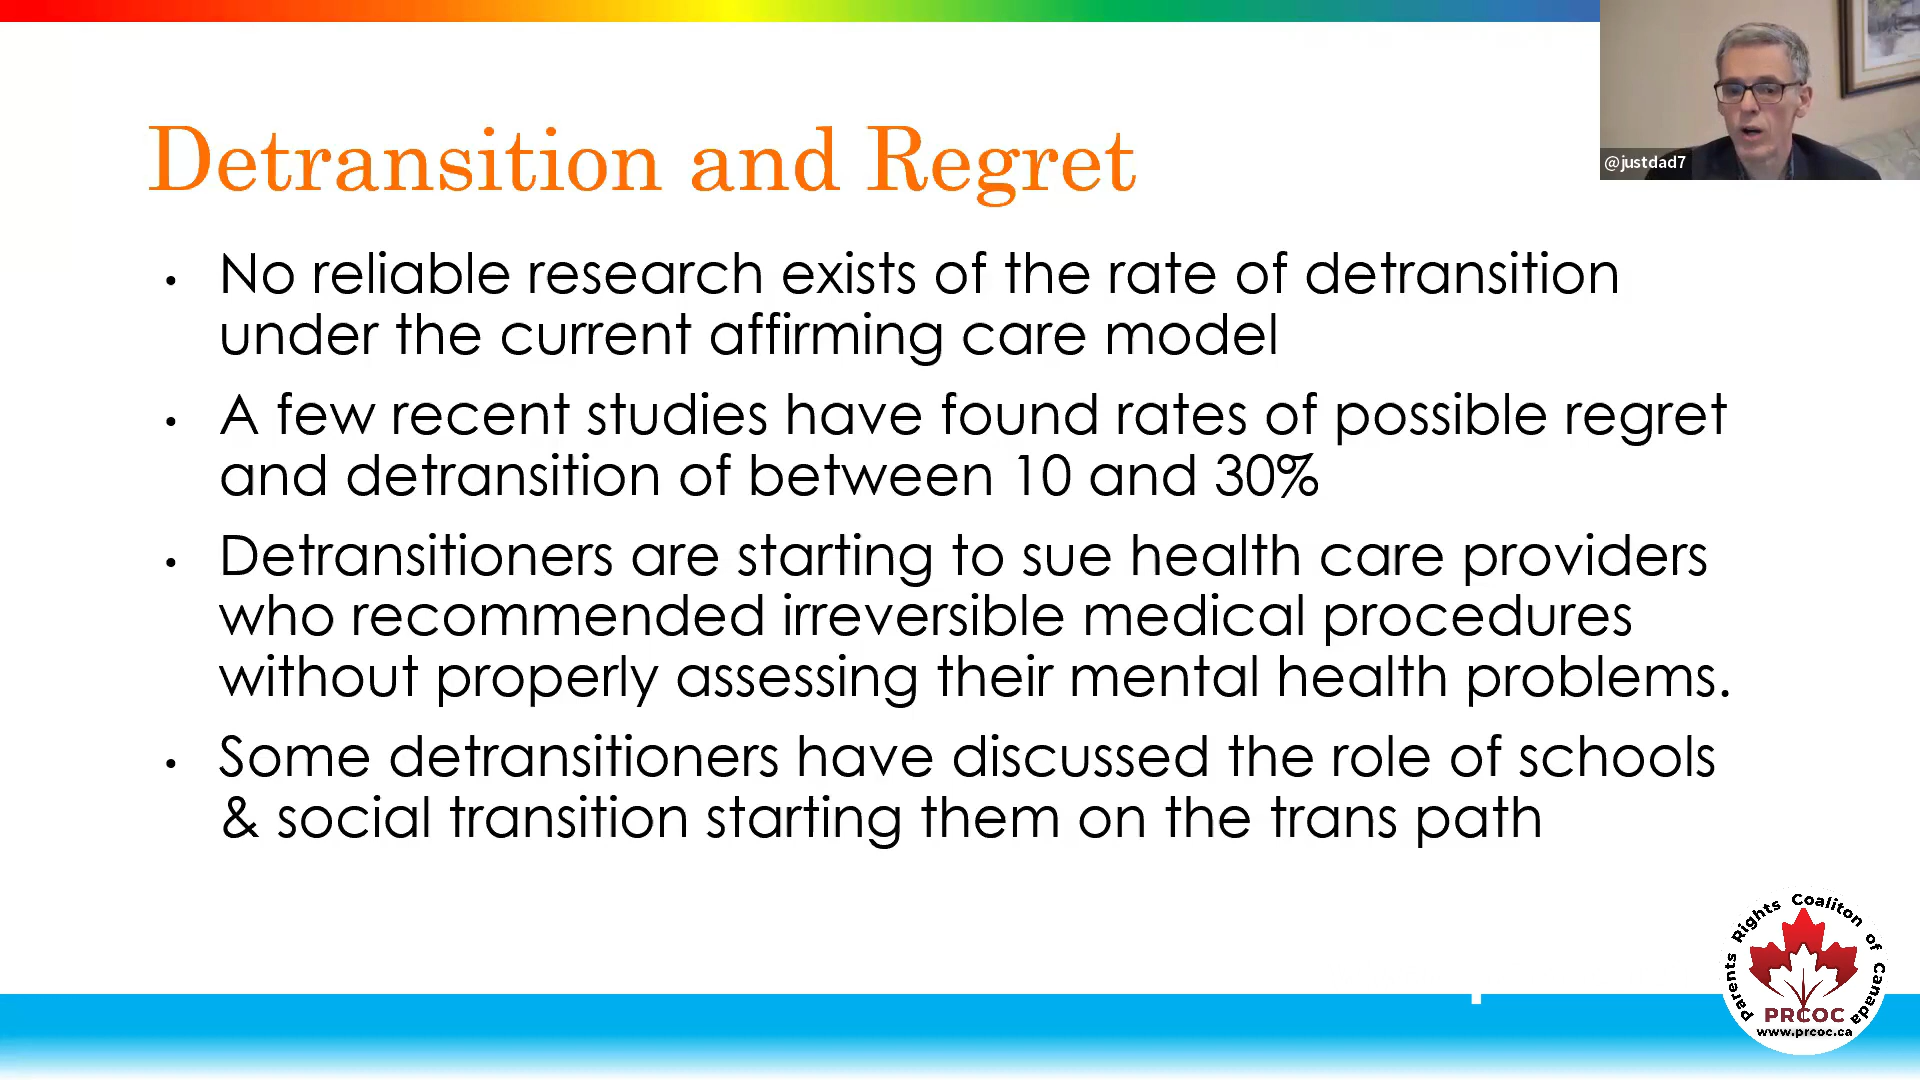 @justdad7
Detransition and Regret
• No reliable research exists of the rate of detransition
under the current affirming care model
• A few recent studies have found rates of possible regret
and detransition of between 10 and 30%
• Detransitioners are starting to sue health care providers
who recommended irreversible medical procedures
without properly assessing their mental health problems.
• Some detransitioners have discussed the role of schools
& social transition starting them on the trans path
Parents Rights Coaliton of Canada
PRCOC
www.prcoc.ca